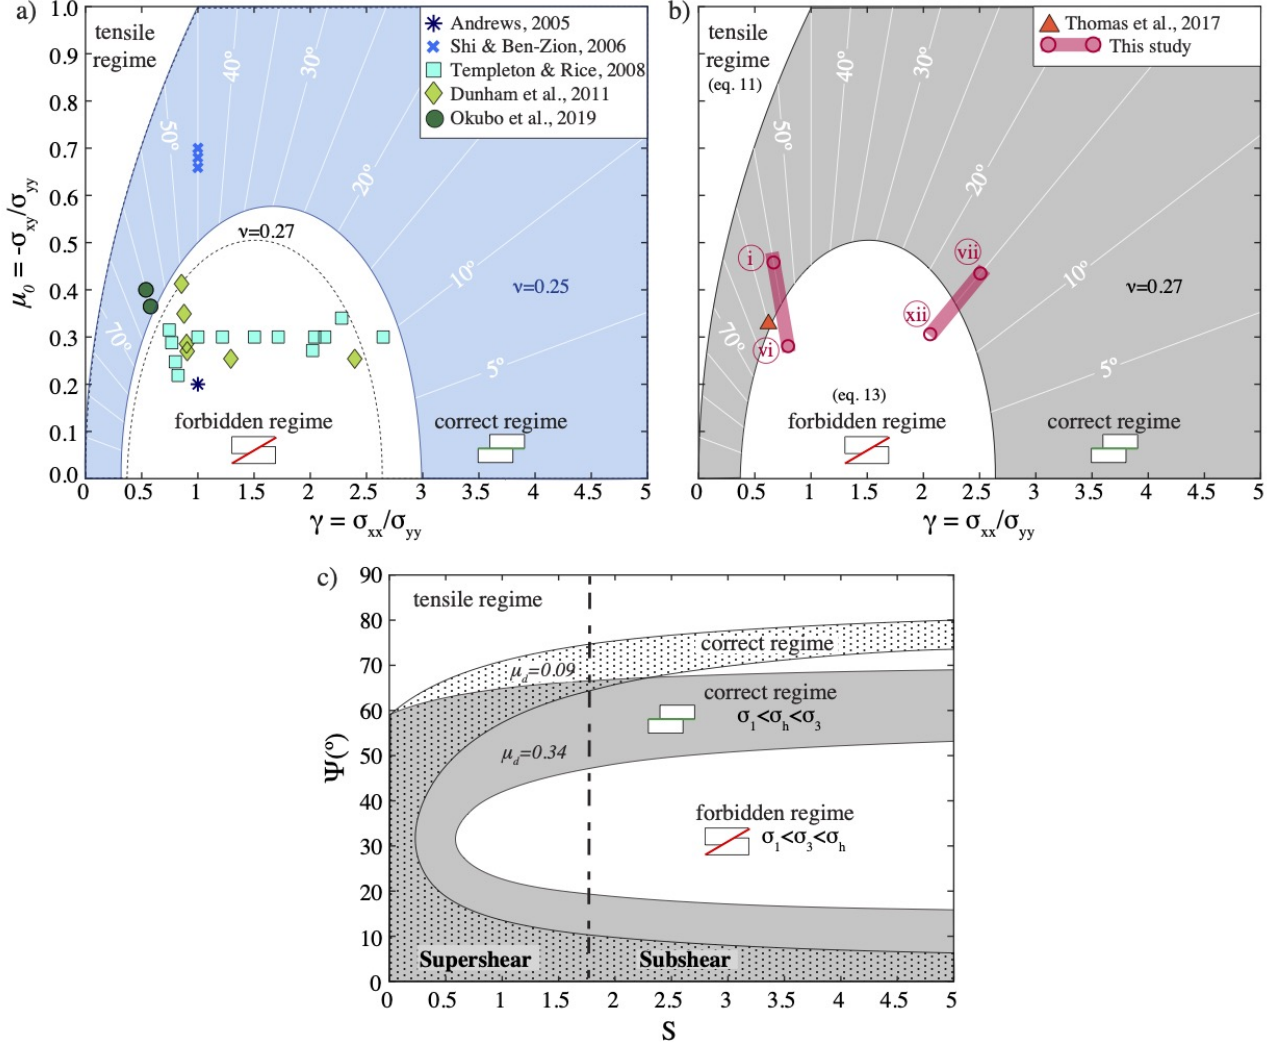 a)
tensile
regime
40°
30°
50°
20°
70°
10°
5°
Andrews, 2005
Shi & Ben-Zion, 2006
Templeton & Rice, 2008
Dunham et al., 2011
Okubo et al., 2019
ν=0.27
ν=0.25
forbidden regime
correct regime
1.0
0.9
0.8
0.7
0.6
0.5
0.4
0.3
0.2
0.1
0.0
μ₀ = -σxy/σyy
0
0.5
1
1.5
2
2.5
3
3.5
4
4.5
5
γ = σxx/σyy
b)
tensile
regime
(eq. 11)
40°
30°
50°
20°
70°
10°
5°
Thomas et al., 2017
This study
i
vi
vii
xii
ν=0.27
(eq. 13)
forbidden regime
correct regime
0
0.5
1
1.5
2
2.5
3
3.5
4
4.5
5
γ = σxx/σyy
c)
90
80
70
60
50
40
30
20
10
0
Ψ(°)
tensile regime
correct regime
μd=0.09
correct regime
σ1<σh<σ3
μd=0.34
forbidden regime
σ1<σ3<σh
Supershear
Subshear
0
0.5
1
1.5
2
2.5
3
3.5
4
4.5
5
S